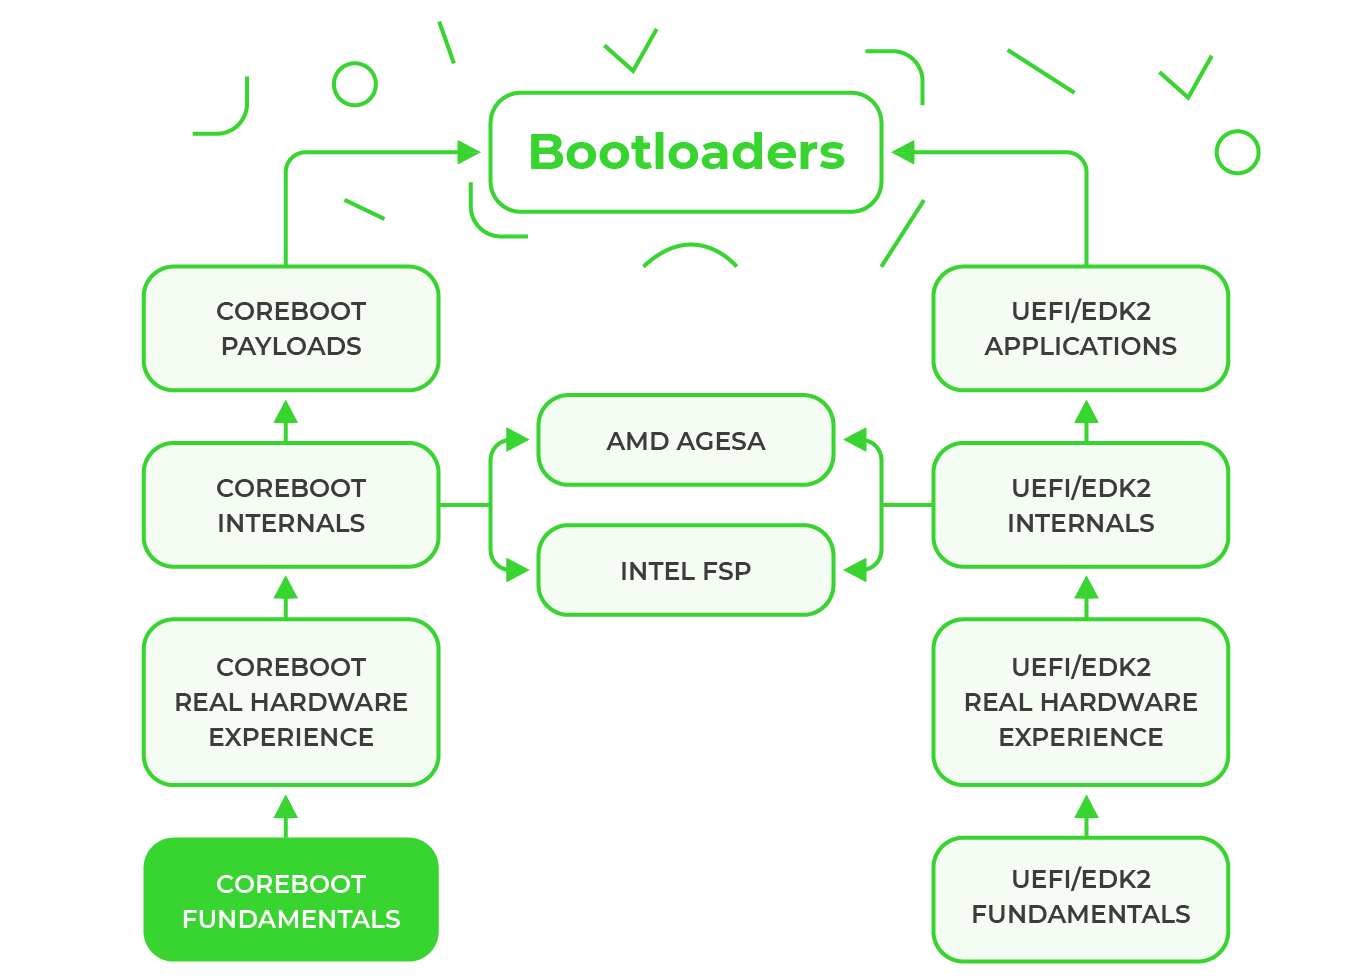 Bootloaders
COREBOOT
PAYLOADS
UEFI/EDK2
APPLICATIONS
AMD AGESA
COREBOOT
INTERNALS
UEFI/EDK2
INTERNALS
INTEL FSP
COREBOOT
REAL HARDWARE
EXPERIENCE
UEFI/EDK2
REAL HARDWARE
EXPERIENCE
COREBOOT
FUNDAMENTALS
UEFI/EDK2
FUNDAMENTALS